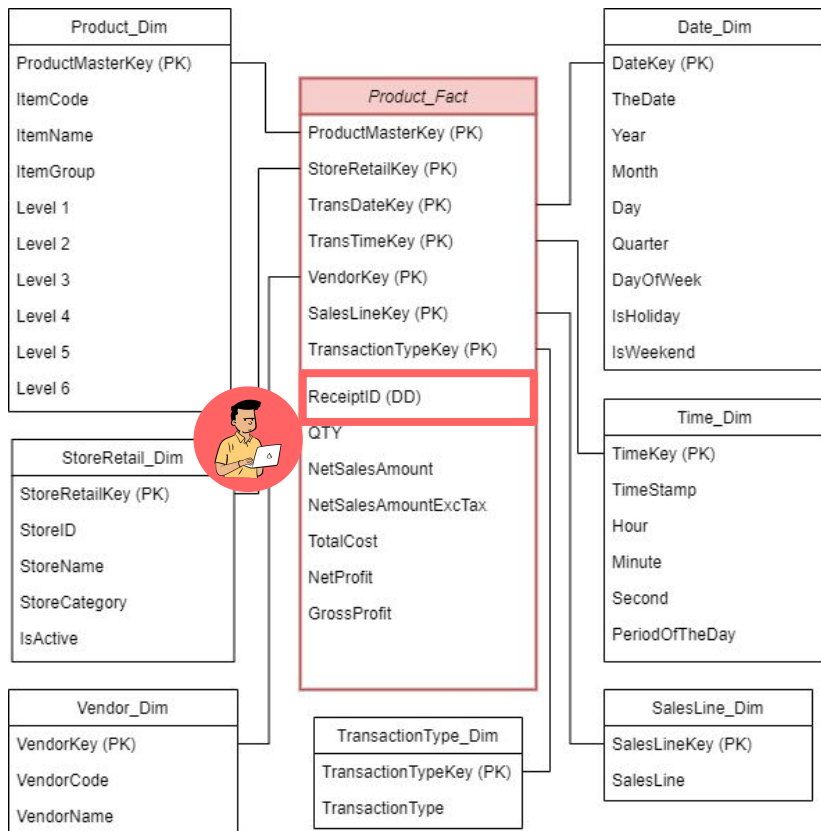 Product_Dim
ProductMasterKey (PK)
ItemCode
ItemName
ItemGroup
Level 1
Level 2
Level 3
Level 4
Level 5
Level 6
StoreRetail_Dim
StoreRetailKey (PK)
StoreID
StoreName
StoreCategory
IsActive
Vendor_Dim
VendorKey (PK)
VendorCode
VendorName
Product_Fact
ProductMasterKey (PK)
StoreRetailKey (PK)
TransDateKey (PK)
TransTimeKey (PK)
VendorKey (PK)
SalesLineKey (PK)
TransactionTypeKey (PK)
ReceiptID (DD)
QTY
NetSalesAmount
NetSalesAmountExcTax
TotalCost
NetProfit
GrossProfit
TransactionType_Dim
TransactionTypeKey (PK)
TransactionType
Date_Dim
DateKey (PK)
TheDate
Year
Month
Day
Quarter
DayOfWeek
IsHoliday
IsWeekend
Time_Dim
TimeKey (PK)
TimeStamp
Hour
Minute
Second
PeriodOfTheDay
SalesLine_Dim
SalesLineKey (PK)
SalesLine